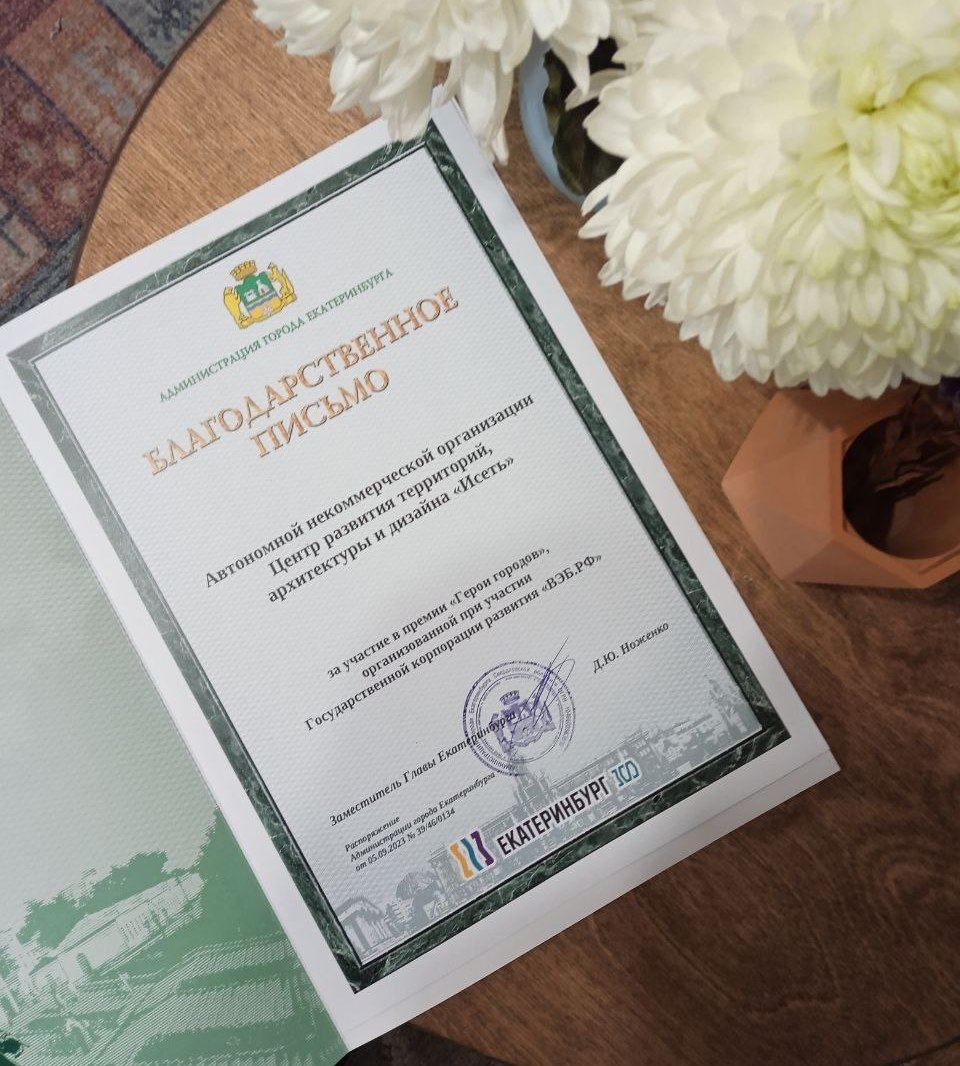 АДМИНИСТРАЦИЯ ГОРОДА ЕКАТЕРИНБУРГА
БЛАГОДАРСТВЕННОЕ
ПИСЬМО
Автономной некоммерческой организации
Центр развития территорий,
архитектуры и дизайна «Исеть»
за участие в премии «Герои городов»,
организованной при участии
Государственной корпорации развития «ВЭБ.РФ»
Заместитель Главы Екатеринбурга
Д.Ю. Ноженко
Распоряжение
Администрации города Екатеринбурга
от 05.09.2023 № 39/46/0134
ЕКАТЕРИНБУРГ 300